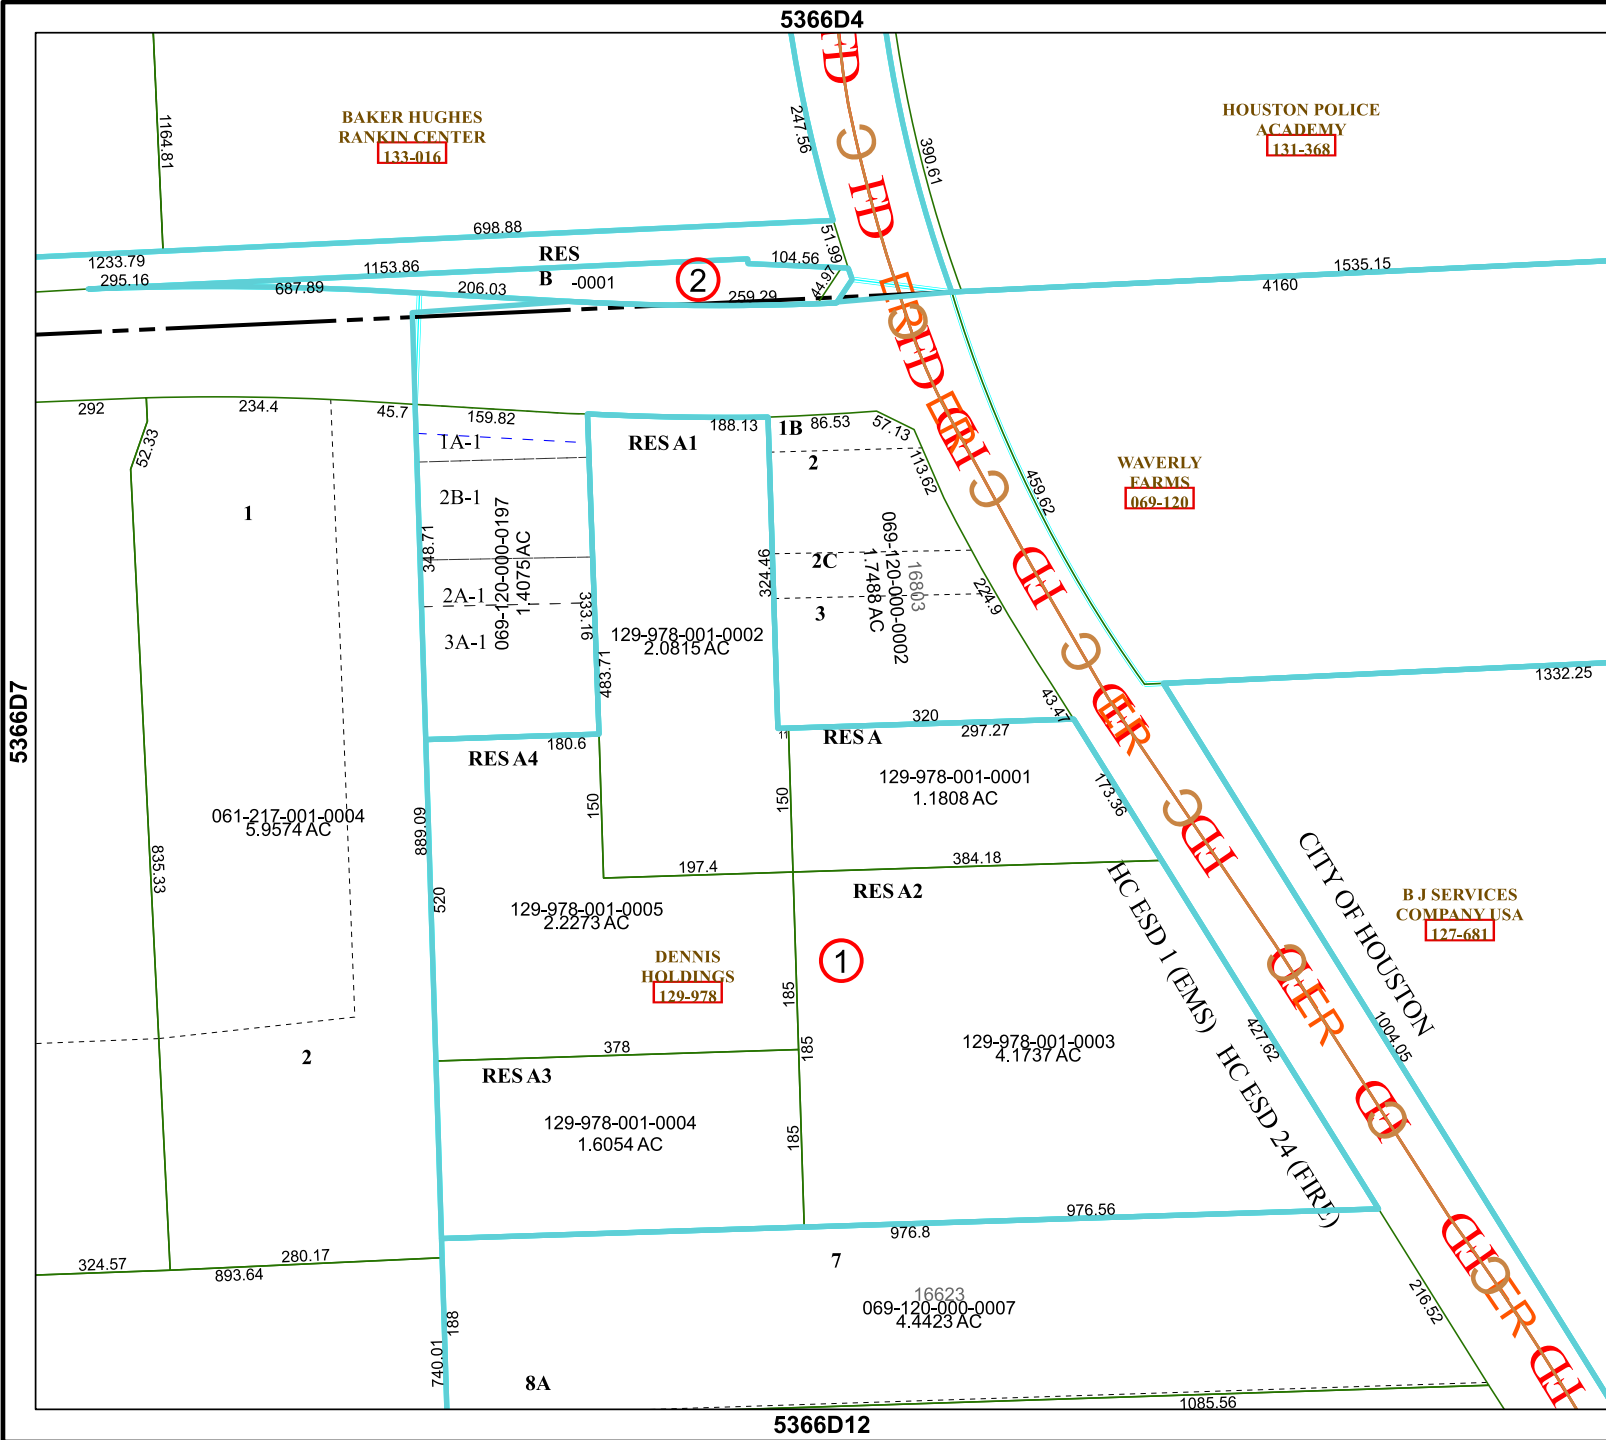 5366D4
BAKER HUGHES
RANKIN CENTER
133-016
HOUSTON POLICE
ACADEMY
131-368
1164.81
247.56
390.61
698.88
51.99
1233.79
295.16
1153.86
RES
B
-0001
2
104.56
44.97
687.89
206.03
259.29
1535.15
4160
292
234.4
45.7
159.82
188.13
86.53
57.13
52.33
1A-1
RES A1
1B
2
113.62
459.62
WAVERLY
FARMS
069-120
1
2B-1
348.71
069-120-000-0197
1.4075 AC
2A-1
3A-1
333.16
483.71
324.46
2C
3
16803
069-120-000-0002
1.7488 AC
224.9
129-978-001-0002
2.0815 AC
43.47
1332.25
5366D7
180.6
RES A4
11
320
RES A
297.27
129-978-001-0001
1.1808 AC
173.36
150
150
061-217-001-0004
5.9574 AC
835.33
889.09
520
197.4
384.18
RES A2
129-978-001-0005
2.2273 AC
DENNIS
HOLDINGS
129-978
1
185
185
185
CITY OF HOUSTON
HC ESD 1 (EMS)
HC ESD 24 (FIRE)
B J SERVICES
COMPANY USA
127-681
427.62
1004.05
129-978-001-0003
4.1737 AC
2
378
RES A3
129-978-001-0004
1.6054 AC
976.56
976.8
324.57
280.17
893.64
7
16623
069-120-000-0007
4.4423 AC
216.52
188
740.01
8A
1085.56
5366D12